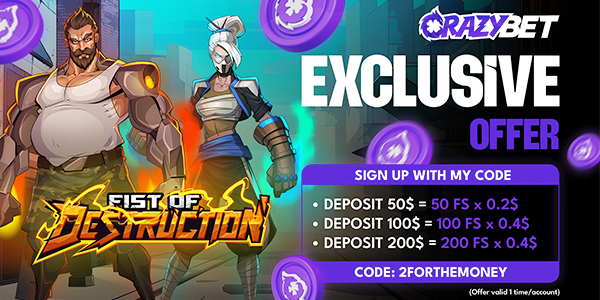 CRAZYBET
EXCLUSIVE
OFFER
SIGN UP WITH MY CODE
• DEPOSIT 50$ = 50 FS x 0.2$
• DEPOSIT 100$ = 100 FS x 0.4$
• DEPOSIT 200$ = 200 FS x 0.4$
CODE: 2FORTHEMONEY
(Offer valid 1 time/account)
FIST OF
DESTRUCTION